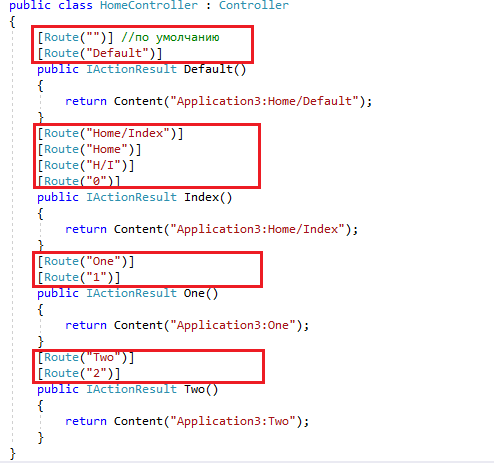 public class HomeController : Controller
{
[Route("")] //по умолчанию
[Route("Default")]
public IActionResult Default()
{
return Content("Application3:Home/Default");
}
[Route("Home/Index")]
[Route("Home")]
[Route("H/I")]
[Route("0")]
public IActionResult Index()
{
return Content("Application3:Home/Index");
}
[Route("One")]
[Route("1")]
public IActionResult One()
{
return Content("Application3:One");
}
[Route("Two")]
[Route("2")]
public IActionResult Two()
{
return Content("Application3:Two");
}
}